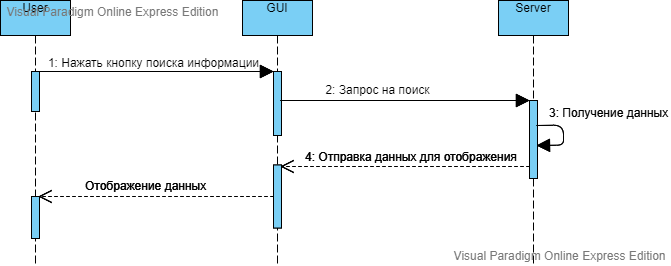 Visual Paradigm Online Express Edition
User
GUI
Server
1: Нажать кнопку поиска информации
2: Запрос на поиск
3: Получение данных
4: Отправка данных для отображения
Отображение данных
Visual Paradigm Online Express Edition